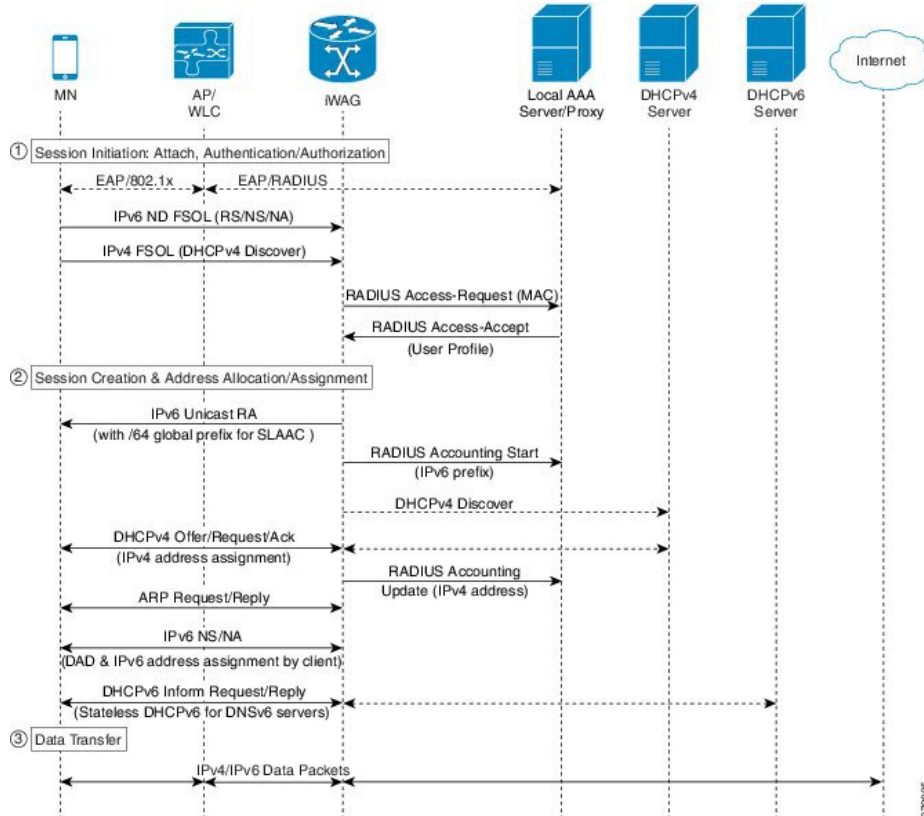 MN
AP/
WLC
iWAG
Local AAA
Server/Proxy
DHCPv4
Server
DHCPv6
Server
Internet
① Session Initiation: Attach, Authentication/Authorization
EAP/802.1x
EAP/RADIUS
IPv6 ND FSOL (RS/NS/NA)
IPv4 FSOL (DHCPv4 Discover)
RADIUS Access-Request (MAC)
RADIUS Access-Accept
(User Profile)
② Session Creation & Address Allocation/Assignment
IPv6 Unicast RA
(with /64 global prefix for SLAAC )
RADIUS Accounting Start
(IPv6 prefix)
DHCPv4 Discover
DHCPv4 Offer/Request/Ack
(IPv4 address assignment)
RADIUS Accounting
Update (IPv4 address)
ARP Request/Reply
IPv6 NS/NA
(DAD & IPv6 address assignment by client)
DHCPv6 Inform Request/Reply
(Stateless DHCPv6 for DNSv6 servers)
③ Data Transfer
IPv4/IPv6 Data Packets